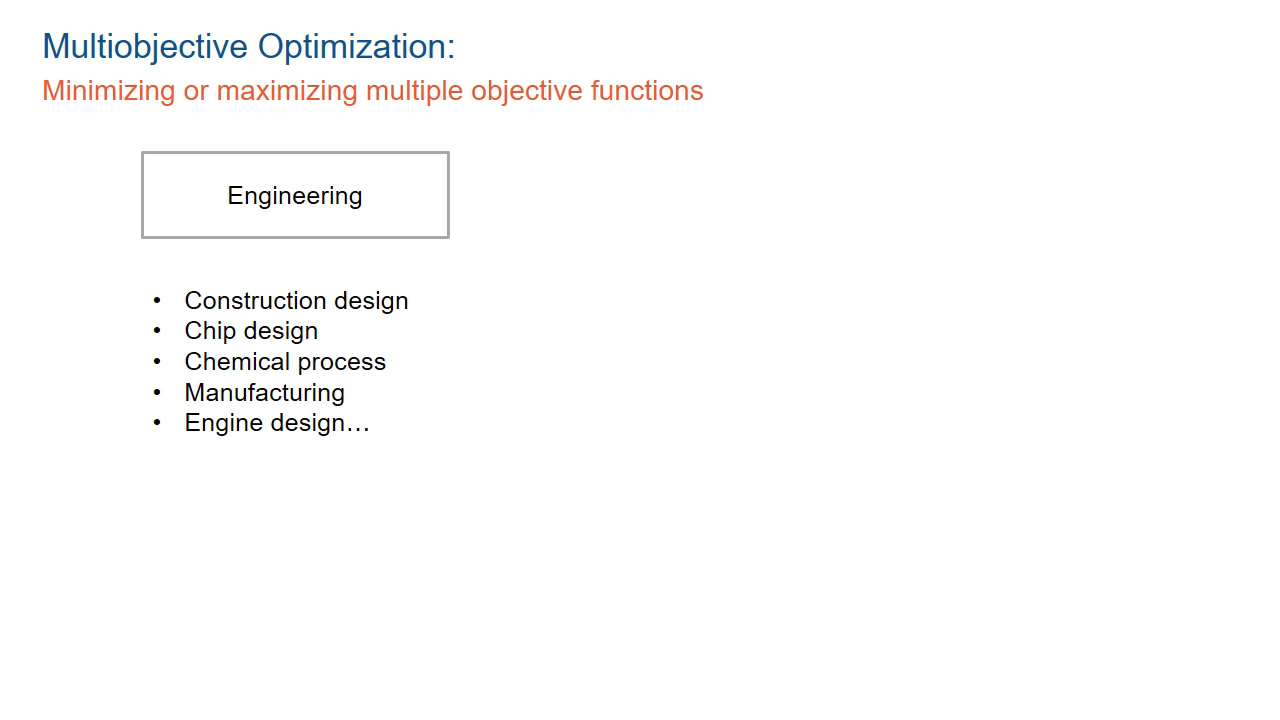 Multiobjective Optimization:
Minimizing or maximizing multiple objective functions
Engineering
• Construction design
• Chip design
• Chemical process
• Manufacturing
• Engine design…